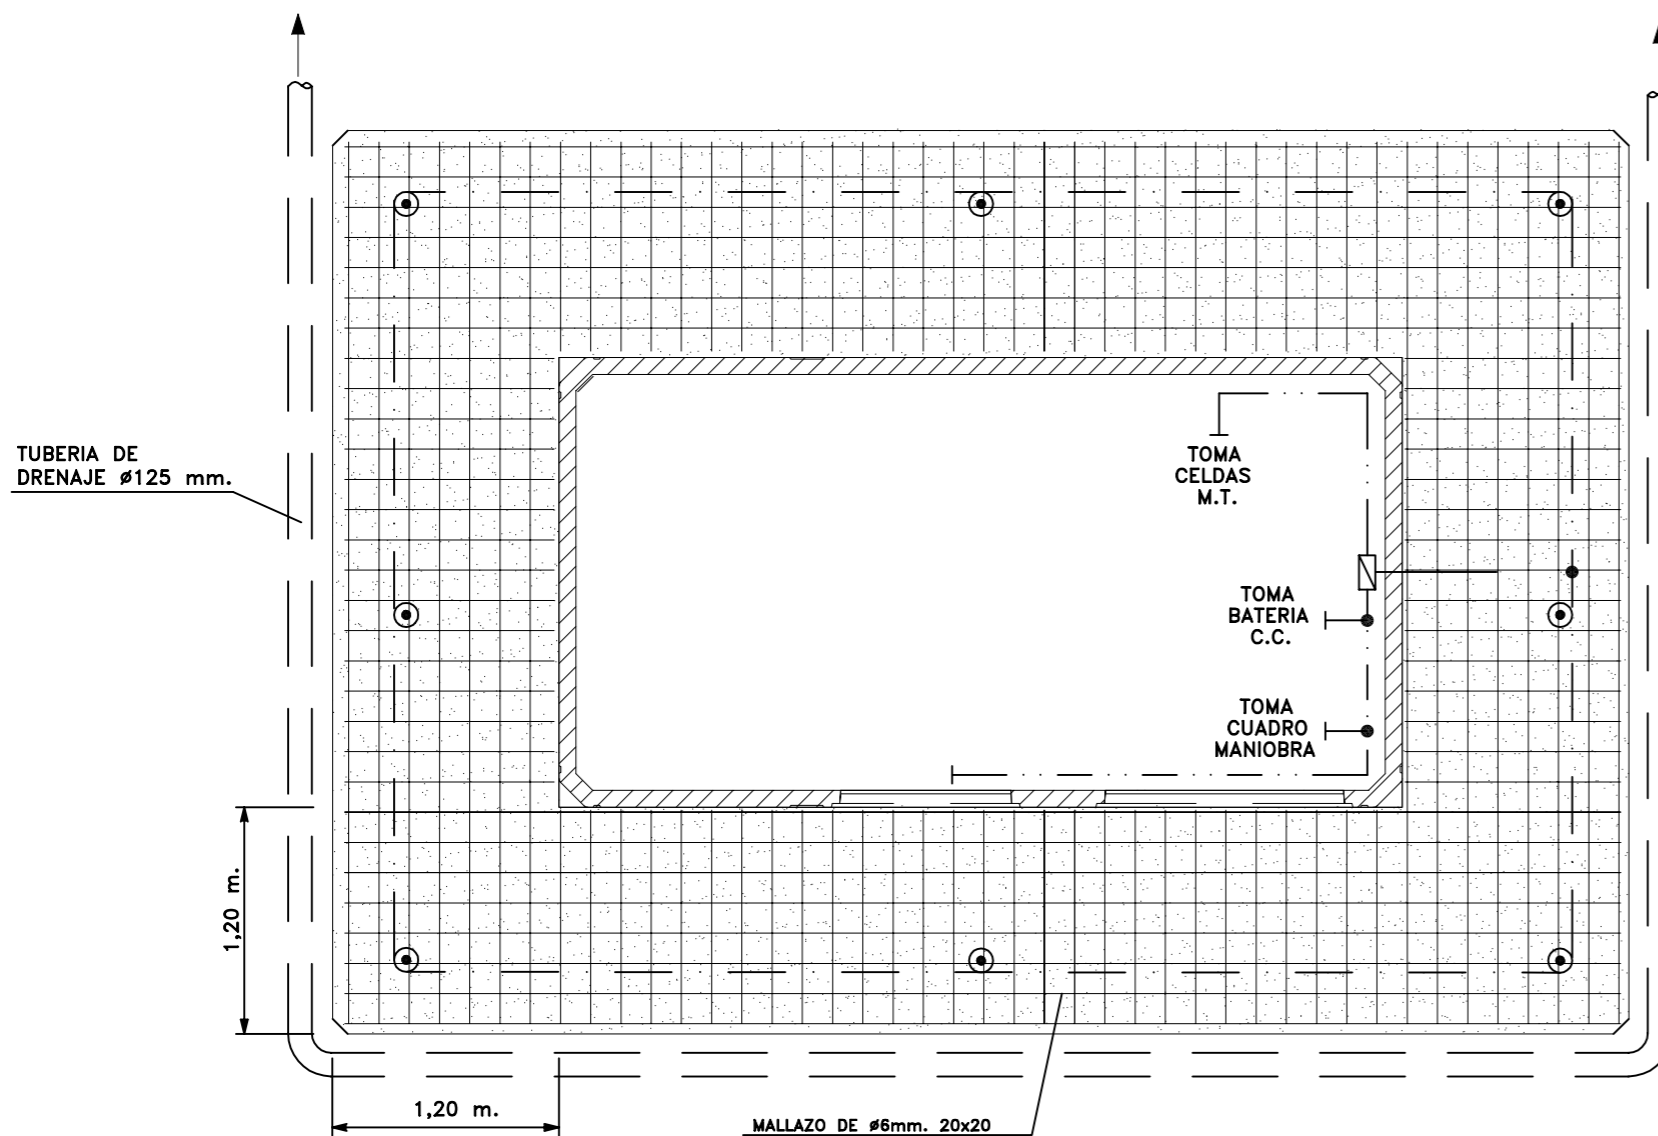 TUBERIA DE
DRENAJE ø125 mm.
TOMA
CELDAS
M.T.
TOMA
BATERIA
C.C.
TOMA
CUADRO
MANIOBRA
1,20 m.
1,20 m.
MALLAZO DE ø6mm. 20x20